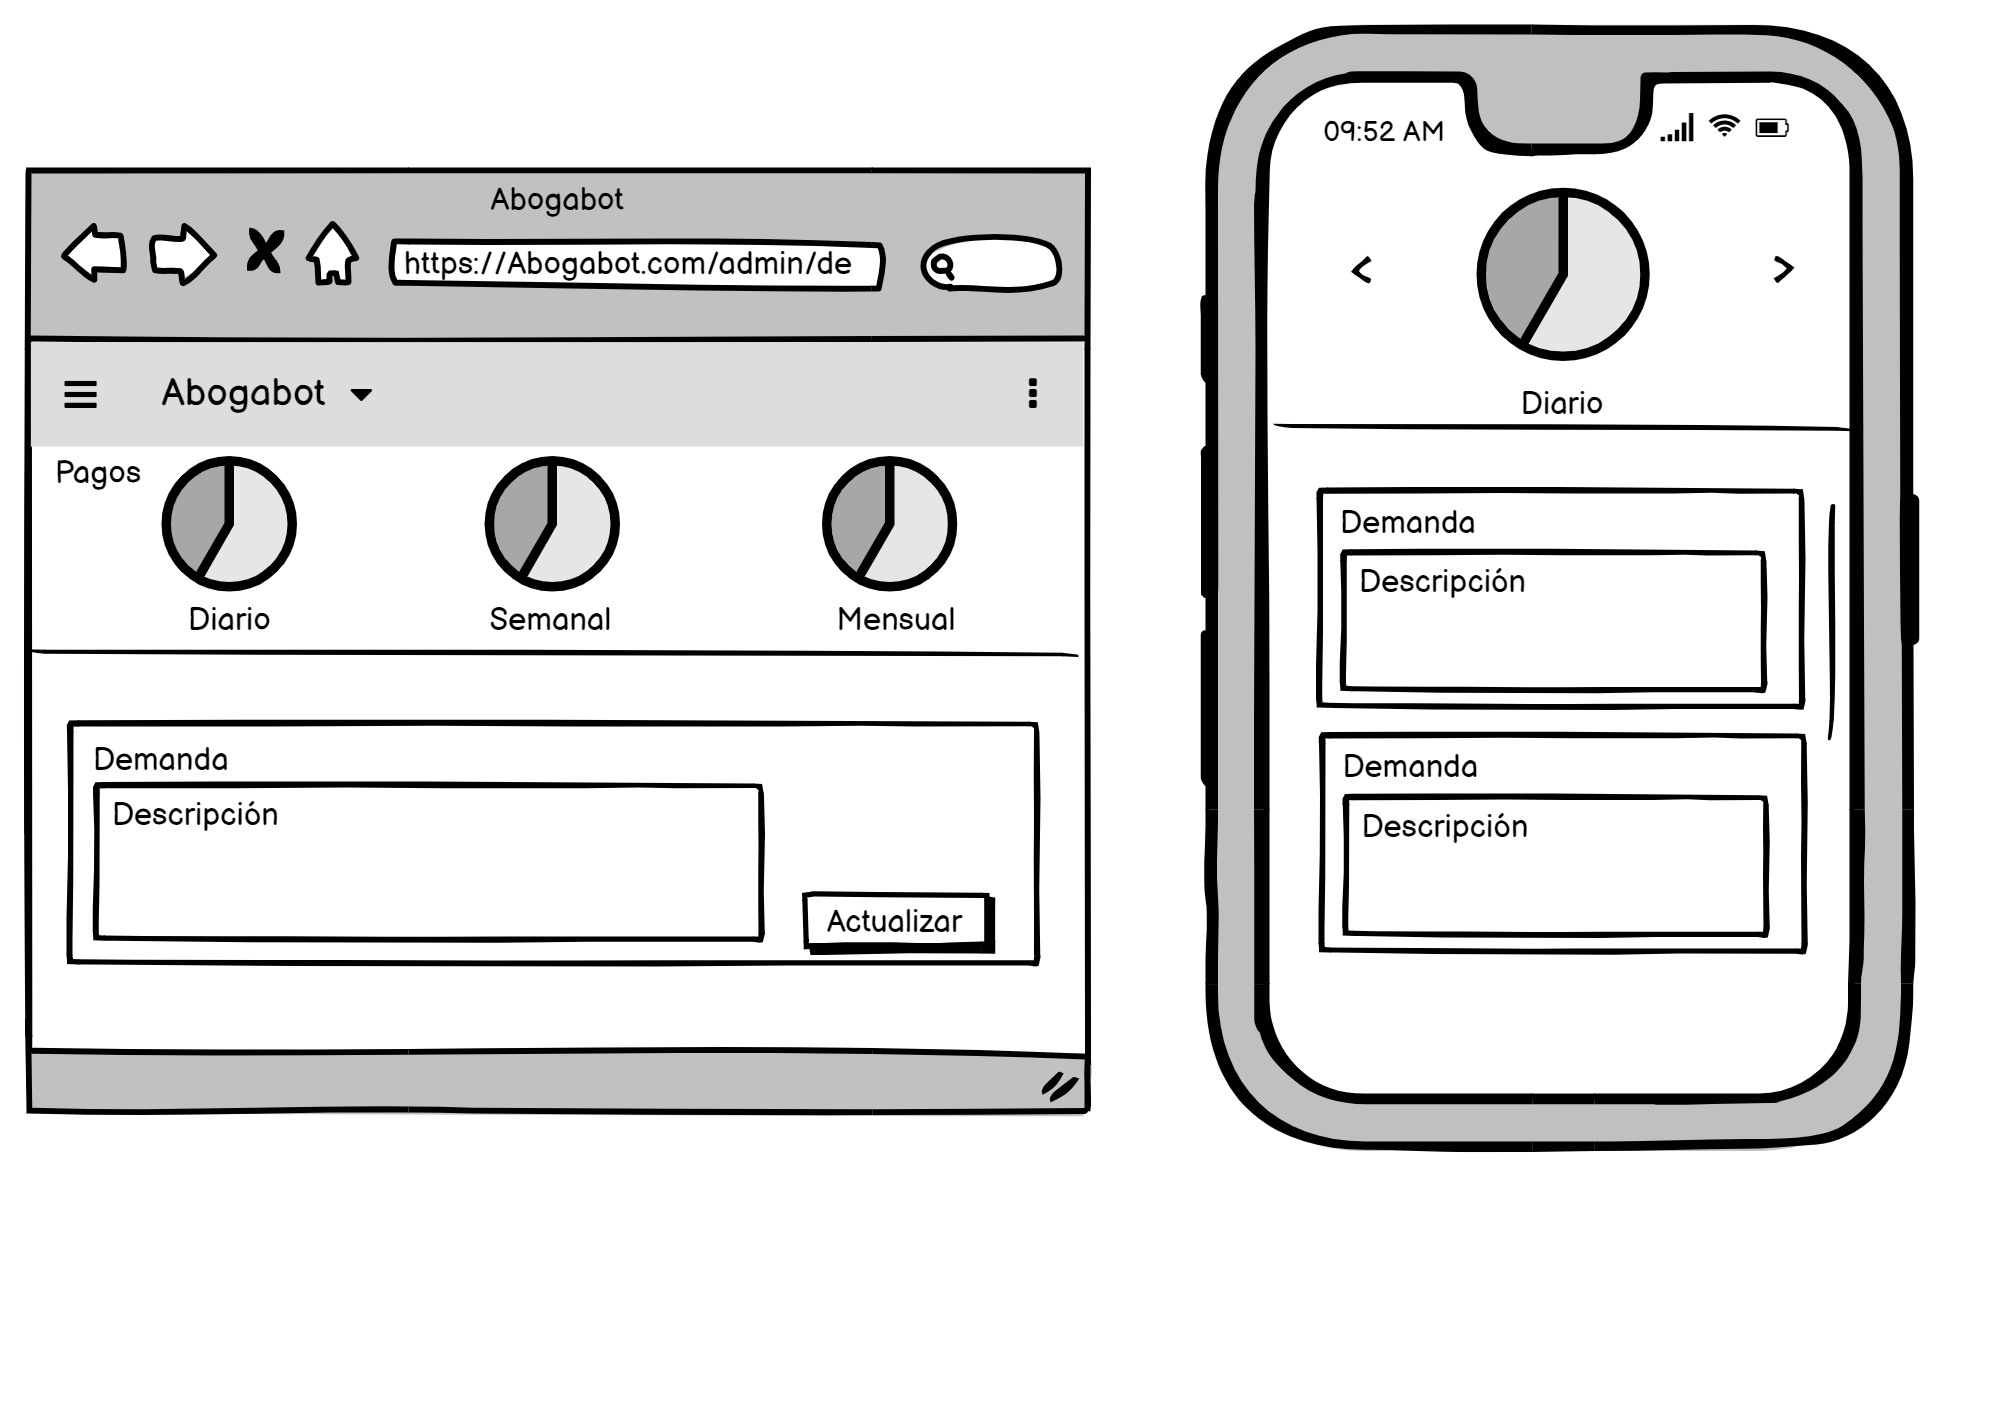 Abogabot
https://Abogabot.com/admin/de
Abogabot
Pagos
Diario
Semanal
Mensual
Demanda
Descripción
Actualizar
09:52 AM
<
>
Diario
Demanda
Descripción
Demanda
Descripción